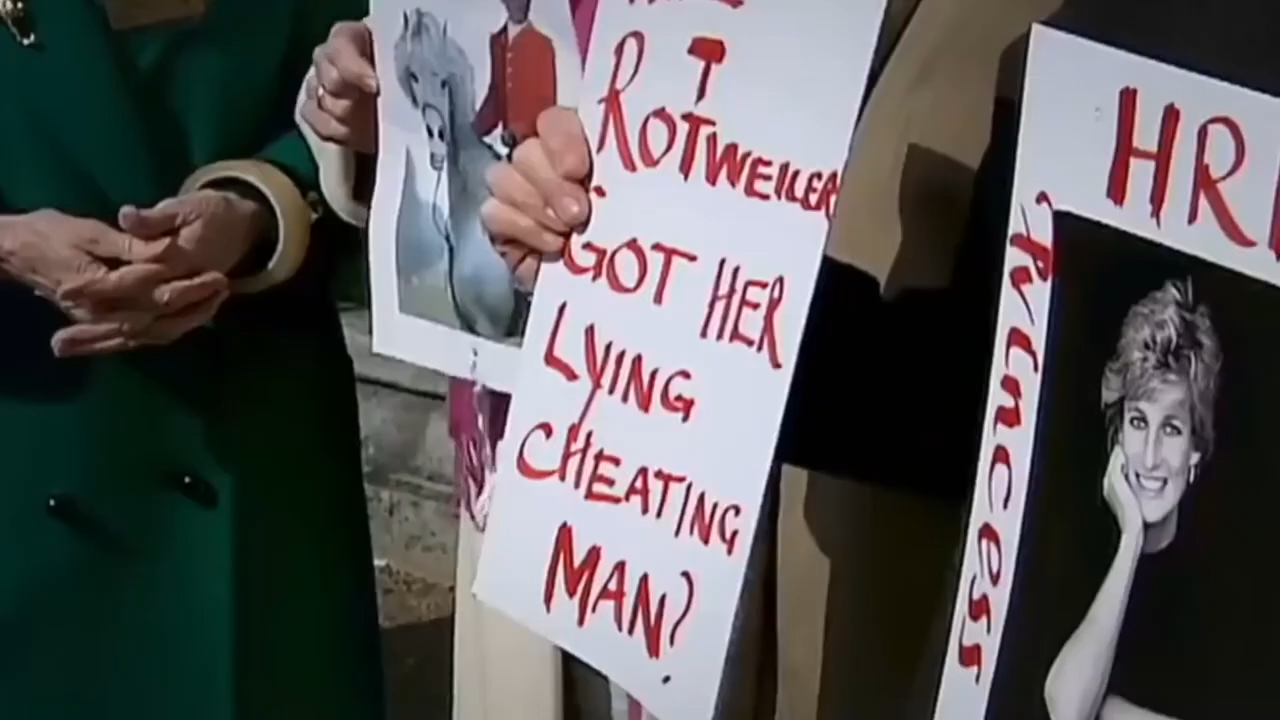 T
ROTWEILER
GOT HER
LYING
CHEATING
MAN?
HR
Princess